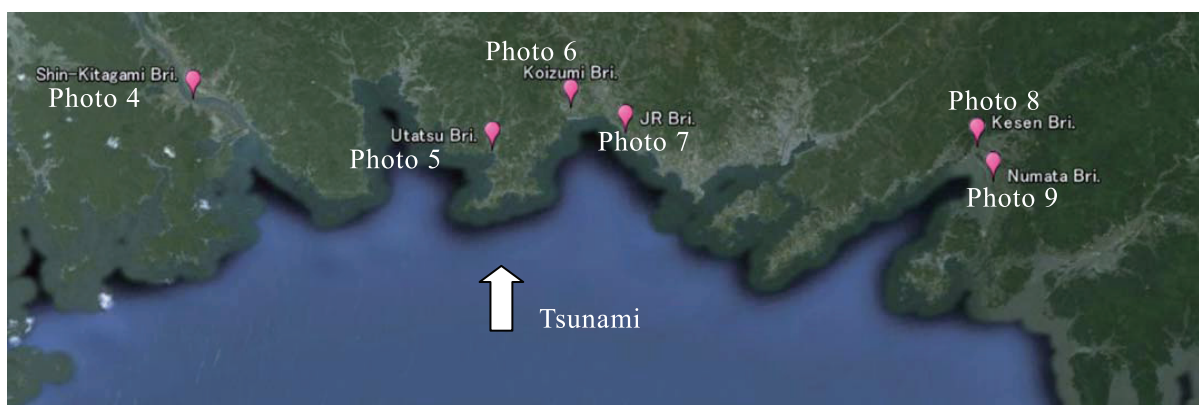 Shin-Kitagami Bri.
Photo 4
Utatsu Bri.
Photo 5
Photo 6
Koizumi Bri.
JR Bri.
Photo 7
Photo 8
Kesen Bri.
Numata Bri.
Photo 9
Tsunami